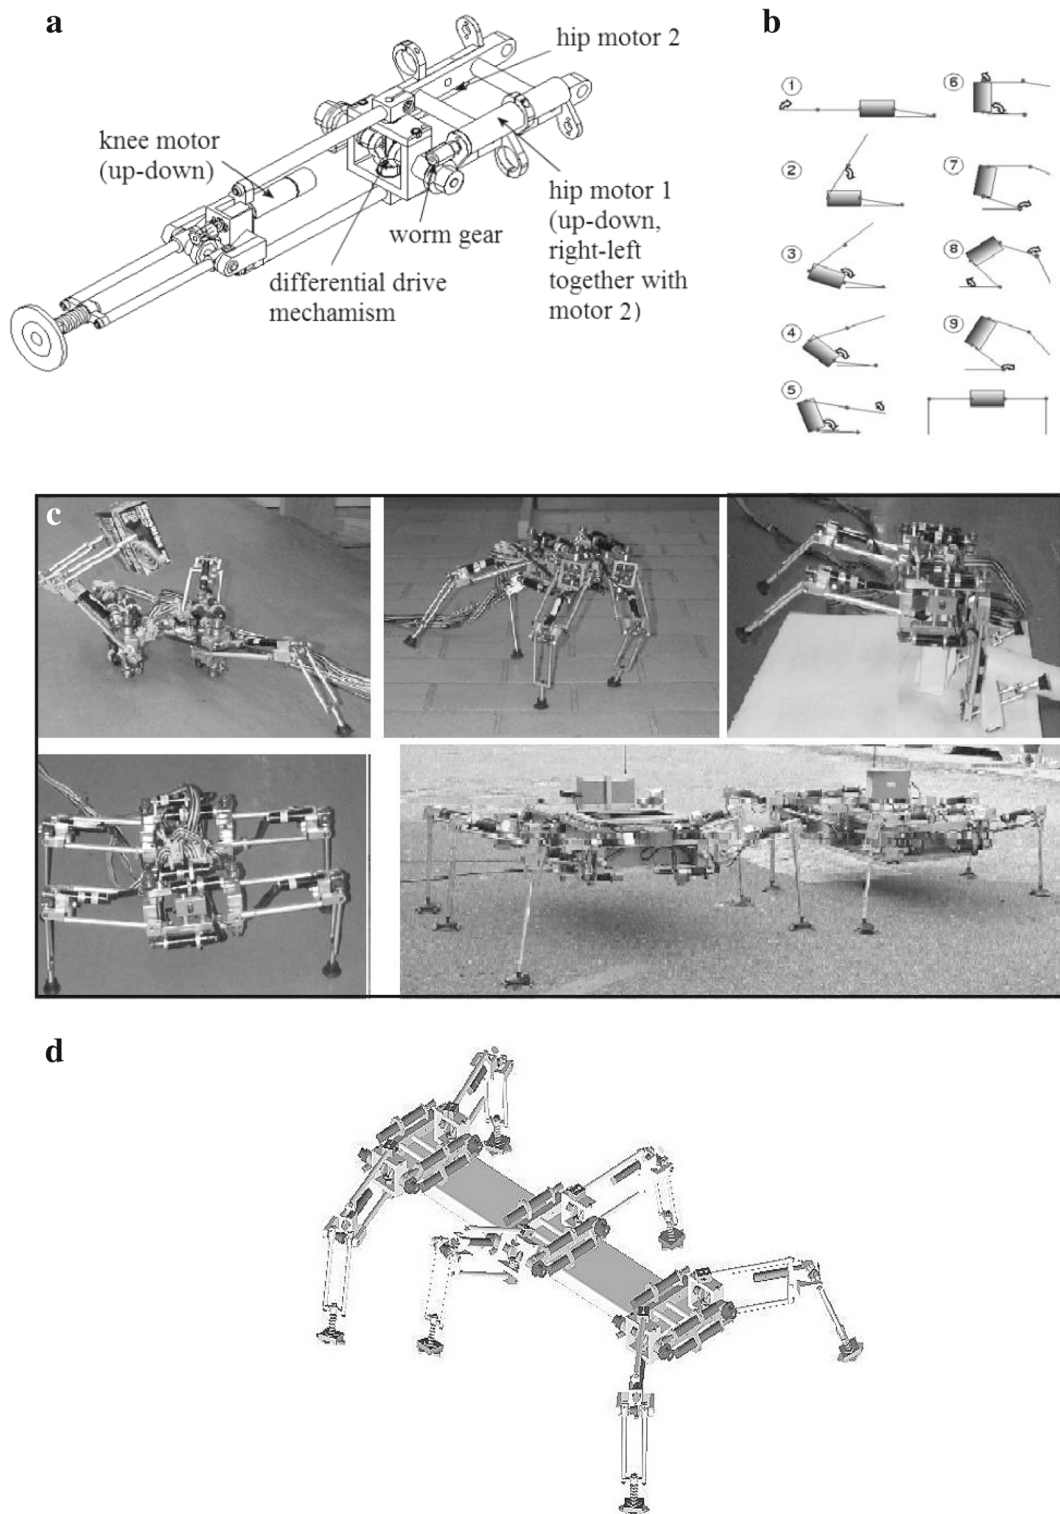 a
hip motor 2
knee motor
(up-down)
worm gear
differential drive
mechamism
hip motor 1
(up-down,
right-left
together with
motor 2)
b
1
2
3
4
5
6
7
8
9
c
d